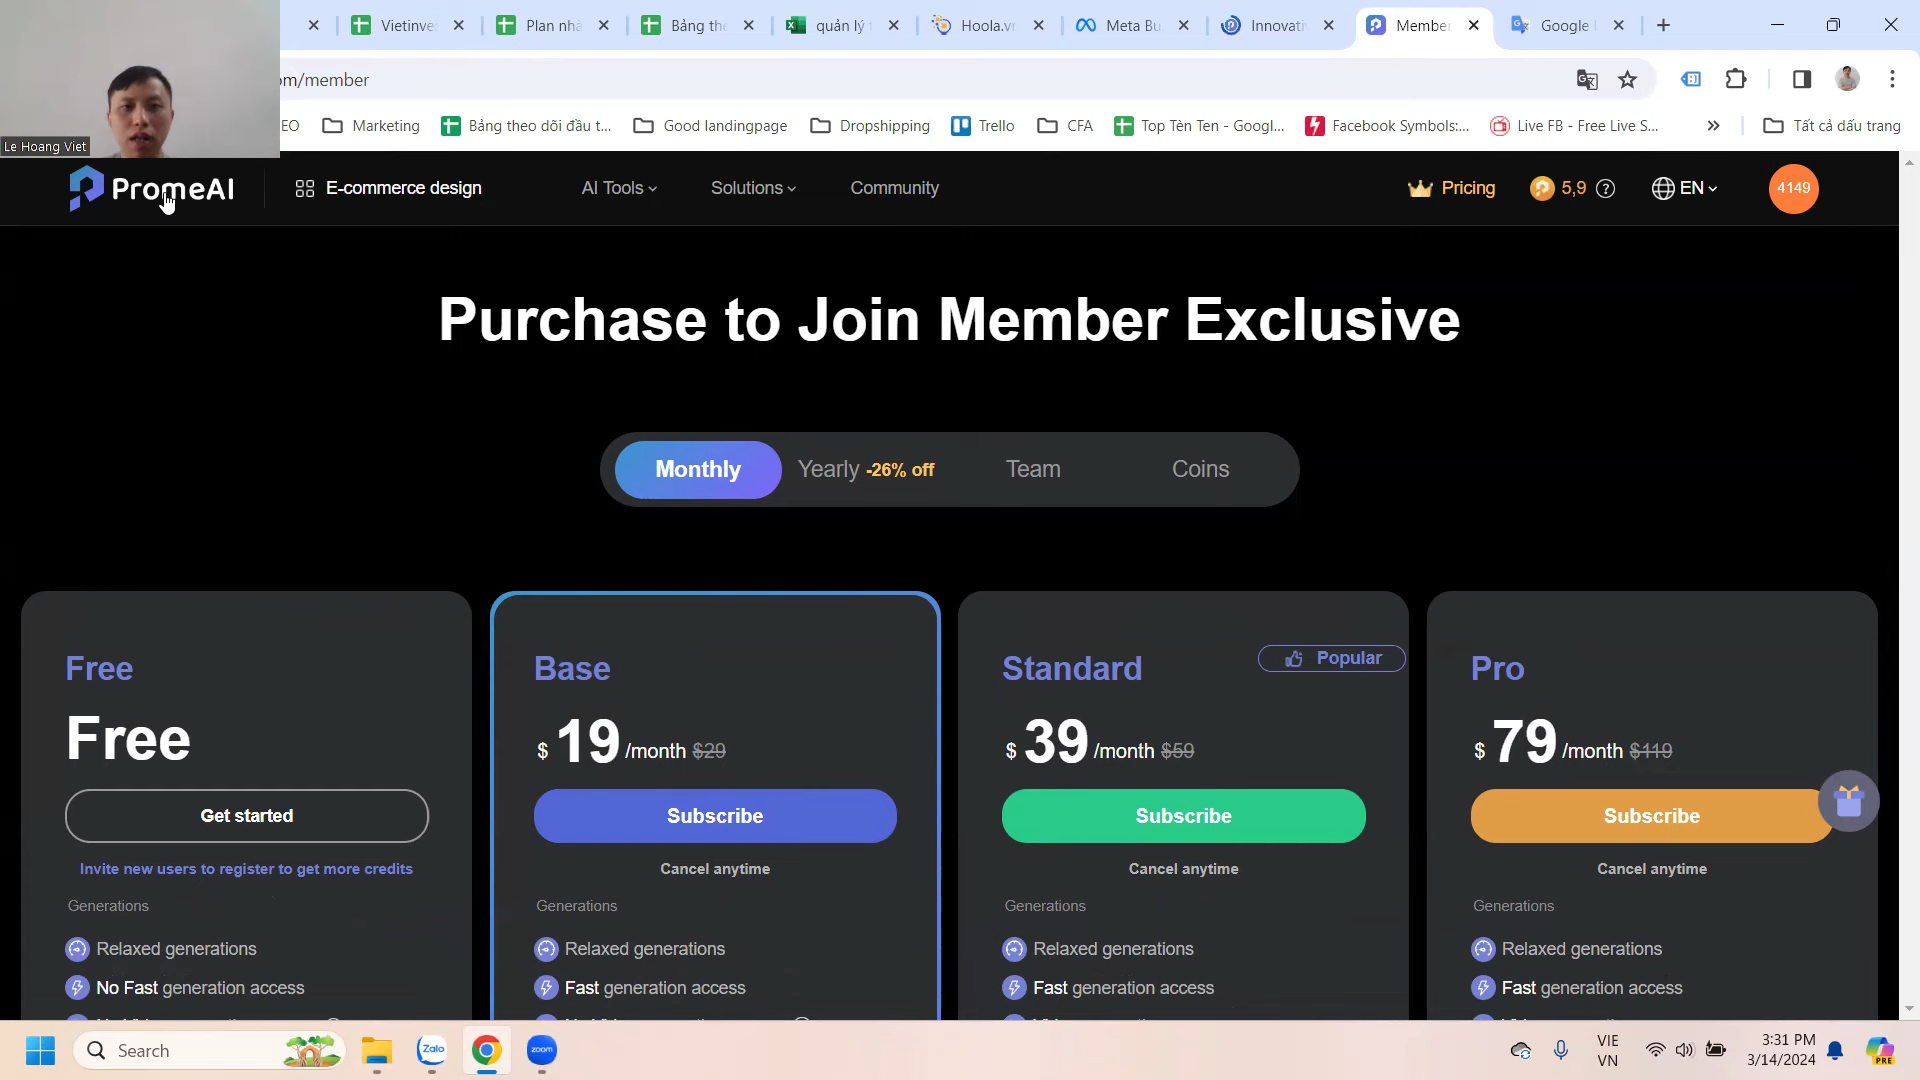 Vietinve
Plan nhà
Bảng the
quản lý t
Hoola.vn
Meta Bu
Innovati
Member
Google
om/member
EO
Marketing
Bảng theo dõi đầu t...
Good landingpage
Dropshipping
Trello
CFA
Top Tên Ten - Googl...
Facebook Symbols:...
Live FB - Free Live S...
Tất cả dấu trang
Le Hoang Viet
PromeAI
E-commerce design
AI Tools
Solutions
Community
Pricing
5,9
EN
4149
Purchase to Join Member Exclusive
Monthly
Yearly -26% off
Team
Coins
Free
Free
Get started
Invite new users to register to get more credits
Generations
Relaxed generations
No Fast generation access
Base
$ 19 /month $29
Subscribe
Cancel anytime
Generations
Relaxed generations
Fast generation access
Standard
Popular
$ 39 /month $59
Subscribe
Cancel anytime
Generations
Relaxed generations
Fast generation access
Pro
$ 79 /month $119
Subscribe
Cancel anytime
Generations
Relaxed generations
Fast generation access
Search
Zalo
zoom
VIE
VN
3:31 PM
3/14/2024
PRE